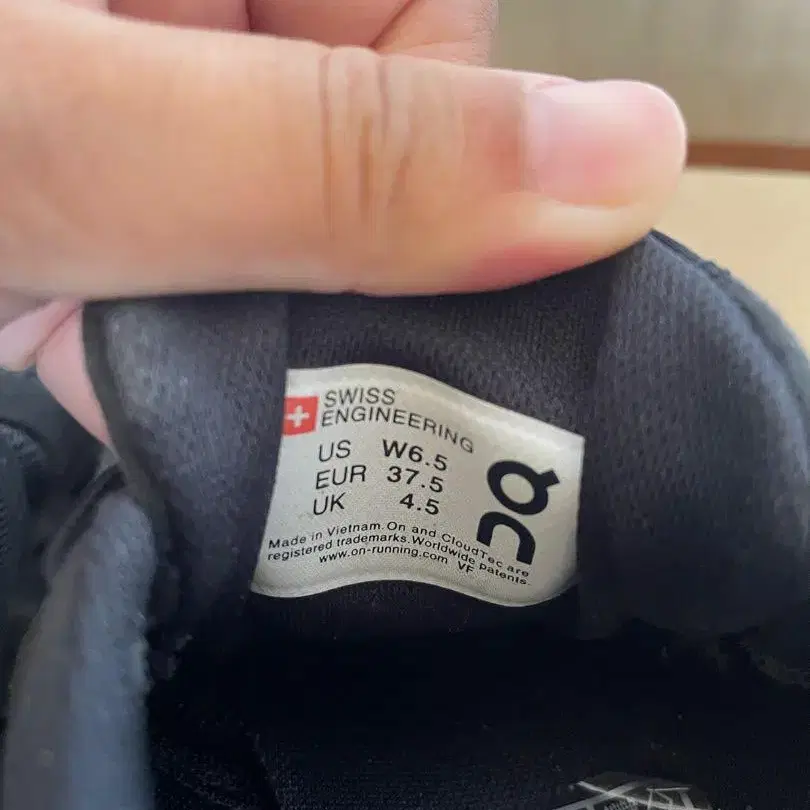 SWISS
ENGINEERING
US W6.5
EUR 37.5
UK 4.5
Made in Vietnam. On and CloudTec are
registered trademarks. Worldwide patents.
www.on-running.com VF